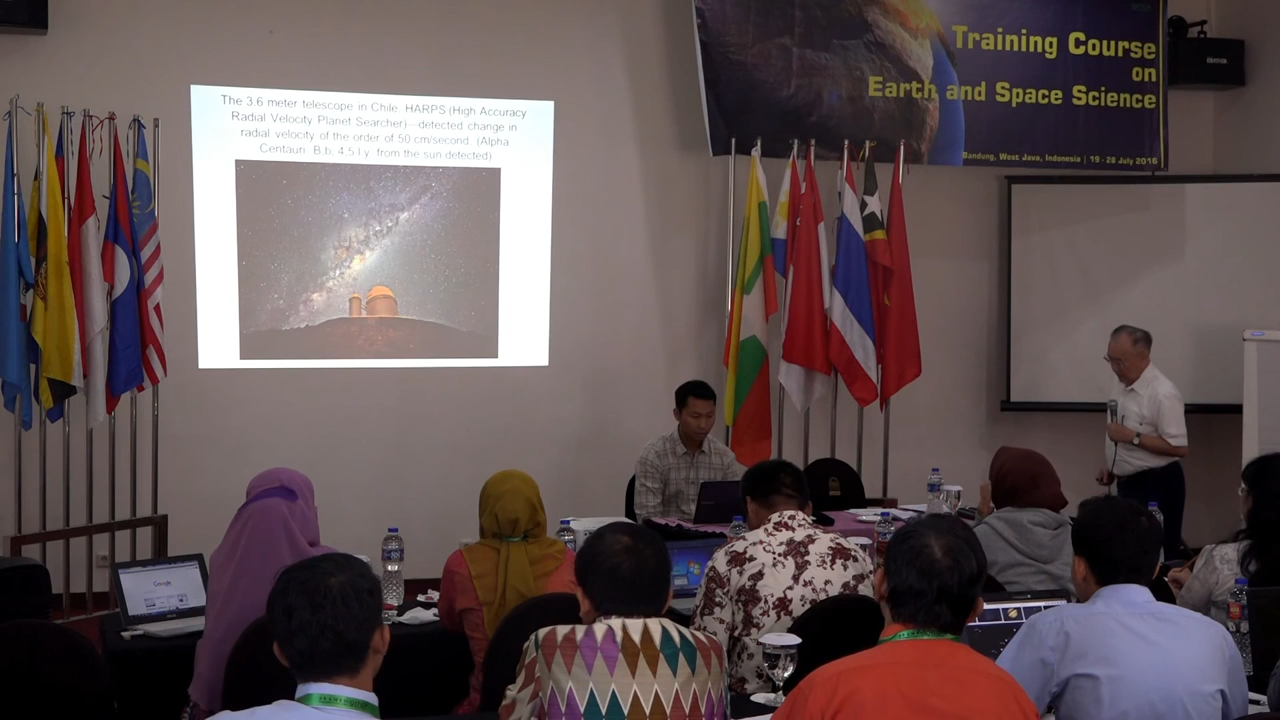 The 3.6 meter telescope in Chile. HARPS (High Accuracy
Radial Velocity Planet Searcher)—detected change in
radial velocity of the order of 50 cm/second. (Alpha
Centauri B.b, 4,5 l.y. from the sun detected)
Training Course
on
Earth and Space Science
Bandung, West Java, Indonesia | 19 - 28 July 2016
Google